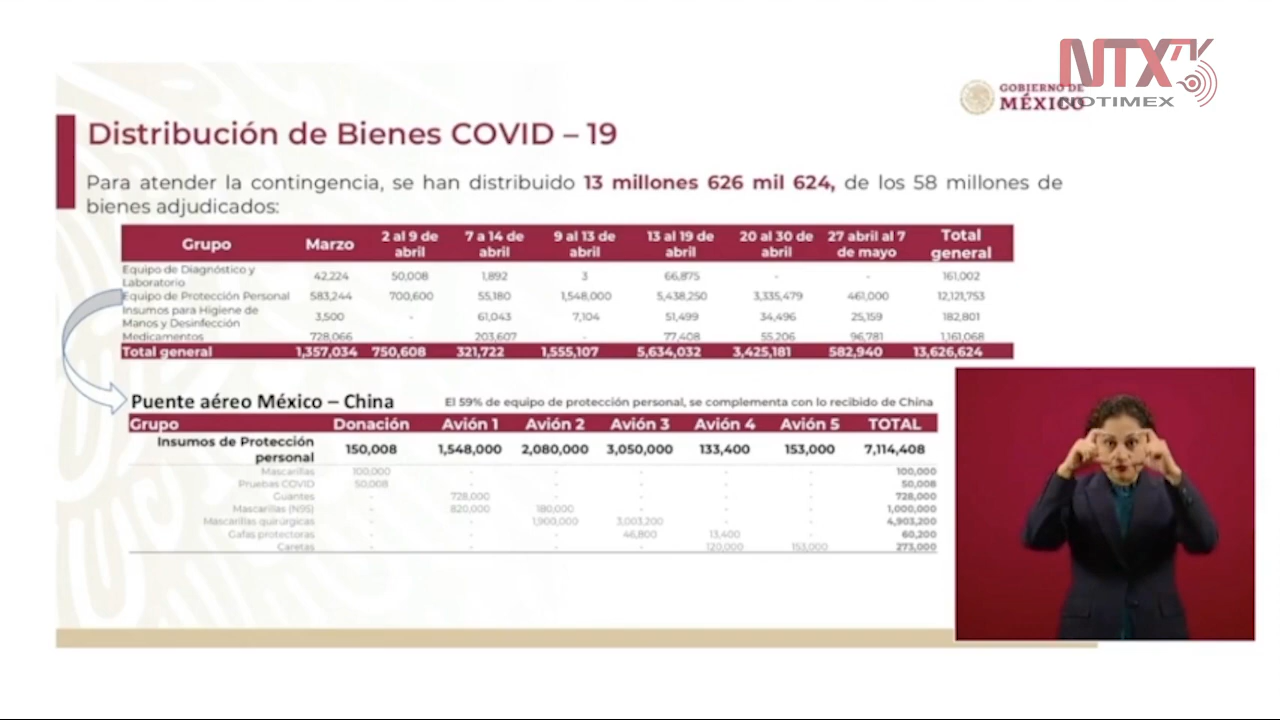 NTX TV
NOTIMEX
GOBIERNO DE
MÉXICO
Distribución de Bienes COVID – 19
Para atender la contingencia, se han distribuido 13 millones 626 mil 624, de los 58 millones de
bienes adjudicados:
Grupo Marzo 2 al 9 de abril 7 a 14 de abril 9 al 13 de abril 13 al 19 de abril 20 al 30 de abril 27 abril al 7 de mayo Total general
Equipo de Diagnóstico y Laboratorio 42,224 50,008 1,892 3 66,875 - - 161,002
Equipo de Protección Personal 583,244 700,600 55,180 1,548,000 5,438,250 3,335,479 461,000 12,121,753
Insumos para Higiene de Manos y Desinfección 3,500 - 61,043 7,104 51,499 34,496 25,159 182,801
Medicamentos 728,066 - 203,607 - 77,408 55,206 96,781 1,161,068
Total general 1,357,034 750,608 321,722 1,555,107 5,634,032 3,425,181 582,940 13,626,624
Puente aéreo México – China El 59% de equipo de protección personal, se complementa con lo recibido de China
Grupo Donación Avión 1 Avión 2 Avión 3 Avión 4 Avión 5 TOTAL
Insumos de Protección personal 150,008 1,548,000 2,080,000 3,050,000 133,400 153,000 7,114,408
Mascarillas 100,000 - - - - - 100,000
Pruebas COVID 50,008 - - - - - 50,008
Guantes - 728,000 - - - - 728,000
Mascarillas (N95) - 820,000 180,000 - - - 1,000,000
Mascarillas quirúrgicas - - 1,900,000 3,003,200 - - 4,903,200
Gafas protectoras - - - 46,800 13,400 - 60,200
Caretas - - - - 120,000 153,000 273,000